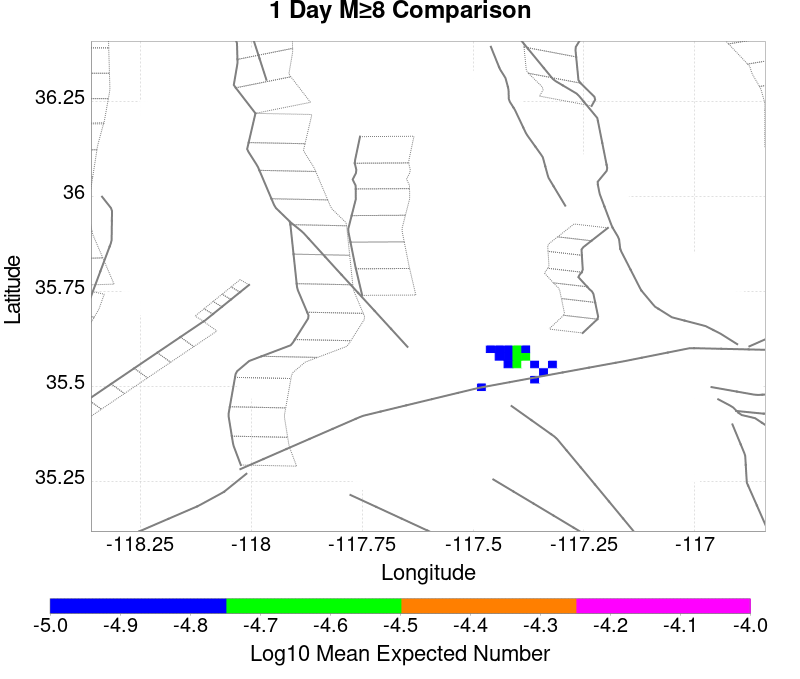 1 Day M≥8 Comparison
Latitude
36.25
36
35.75
35.5
35.25
-118.25 -118 -117.75 -117.5 -117.25 -117
Longitude
-5.0 -4.9 -4.8 -4.7 -4.6 -4.5 -4.4 -4.3 -4.2 -4.1 -4.0
Log10 Mean Expected Number